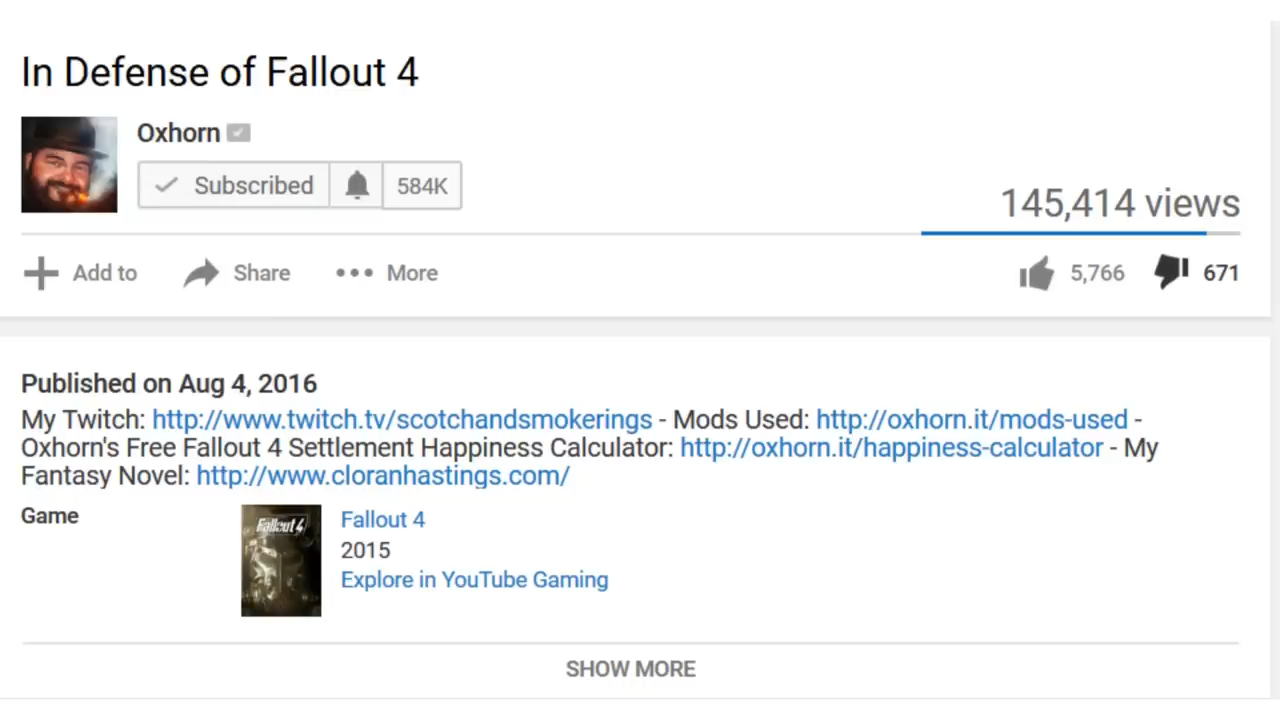 In Defense of Fallout 4
Oxhorn
Subscribed 584K
145,414 views
Add to Share More 5,766 671
Published on Aug 4, 2016
My Twitch: http://www.twitch.tv/scotchandsmokerings - Mods Used: http://oxhorn.it/mods-used -
Oxhorn's Free Fallout 4 Settlement Happiness Calculator: http://oxhorn.it/happiness-calculator - My
Fantasy Novel: http://www.cloranhastings.com/
Game
Fallout 4
Fallout 4
2015
Explore in YouTube Gaming
SHOW MORE